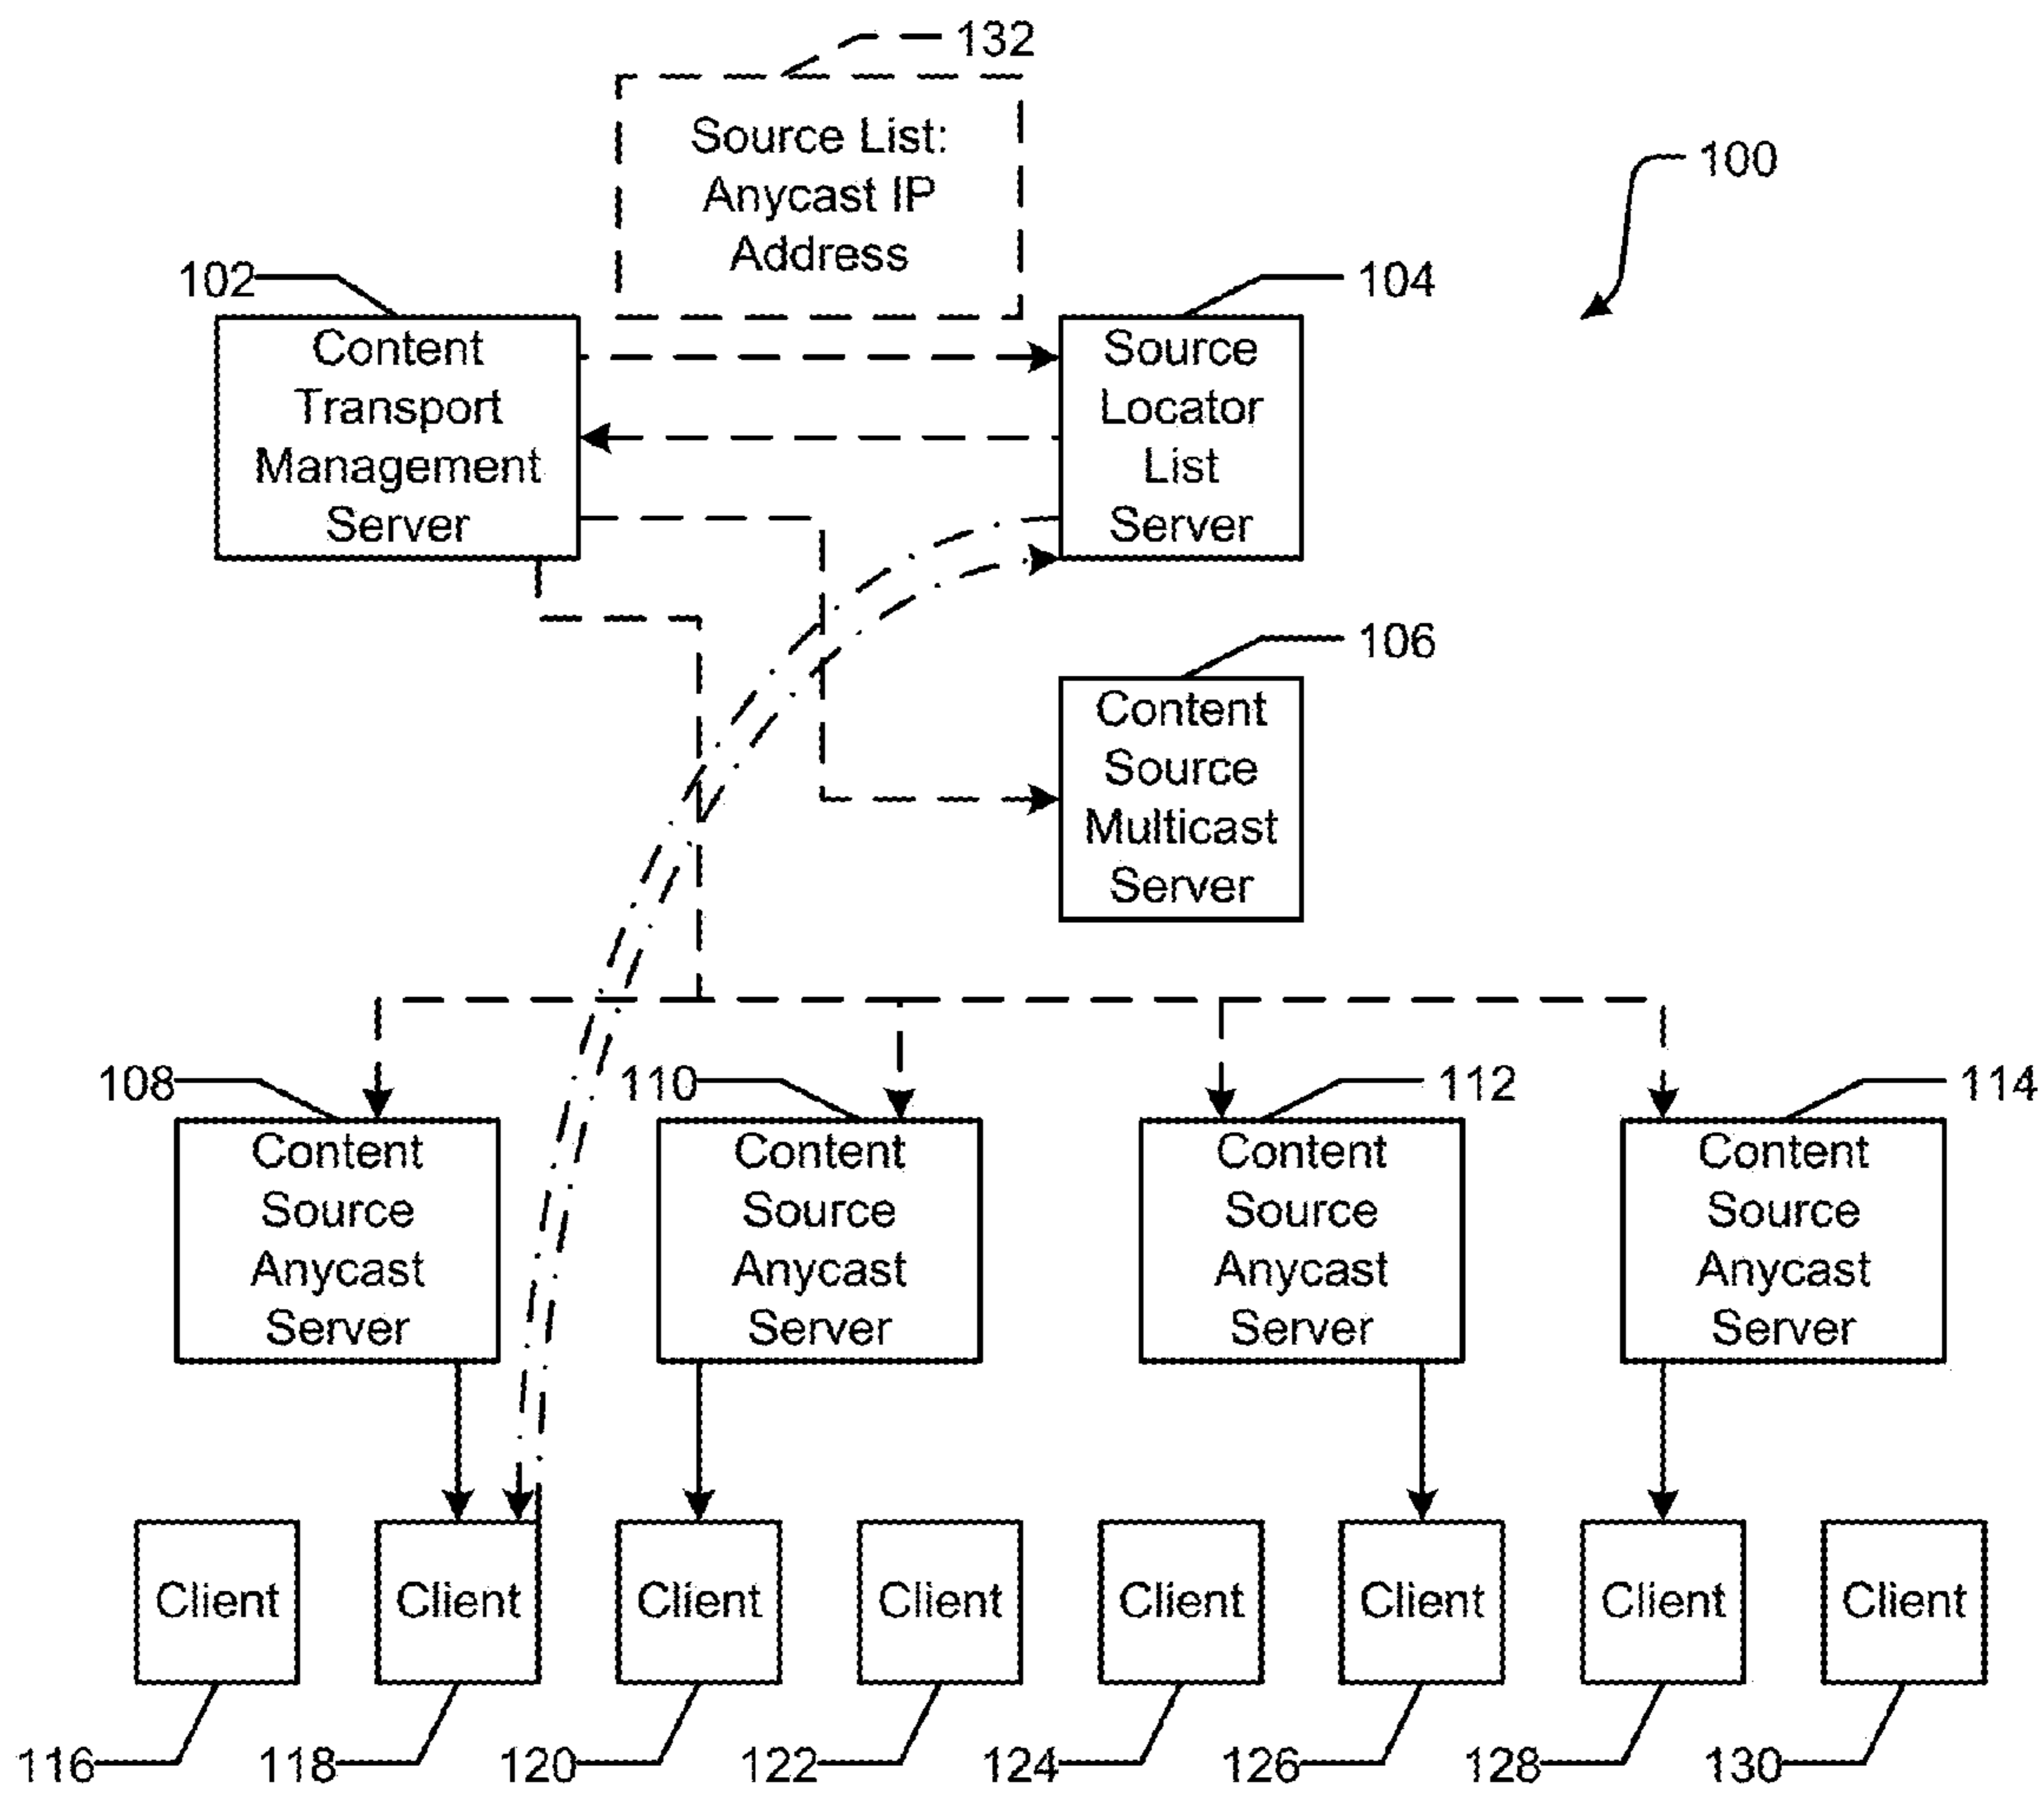 132
Source List:
Anycast IP
Address
100
102
104
Content
Transport
Management
Server
Source
Locator
List
Server
106
Content
Source
Multicast
Server
108
110
112
114
Content
Source
Anycast
Server
Content
Source
Anycast
Server
Content
Source
Anycast
Server
Content
Source
Anycast
Server
Client
Client
Client
Client
Client
Client
Client
Client
116
118
120
122
124
126
128
130